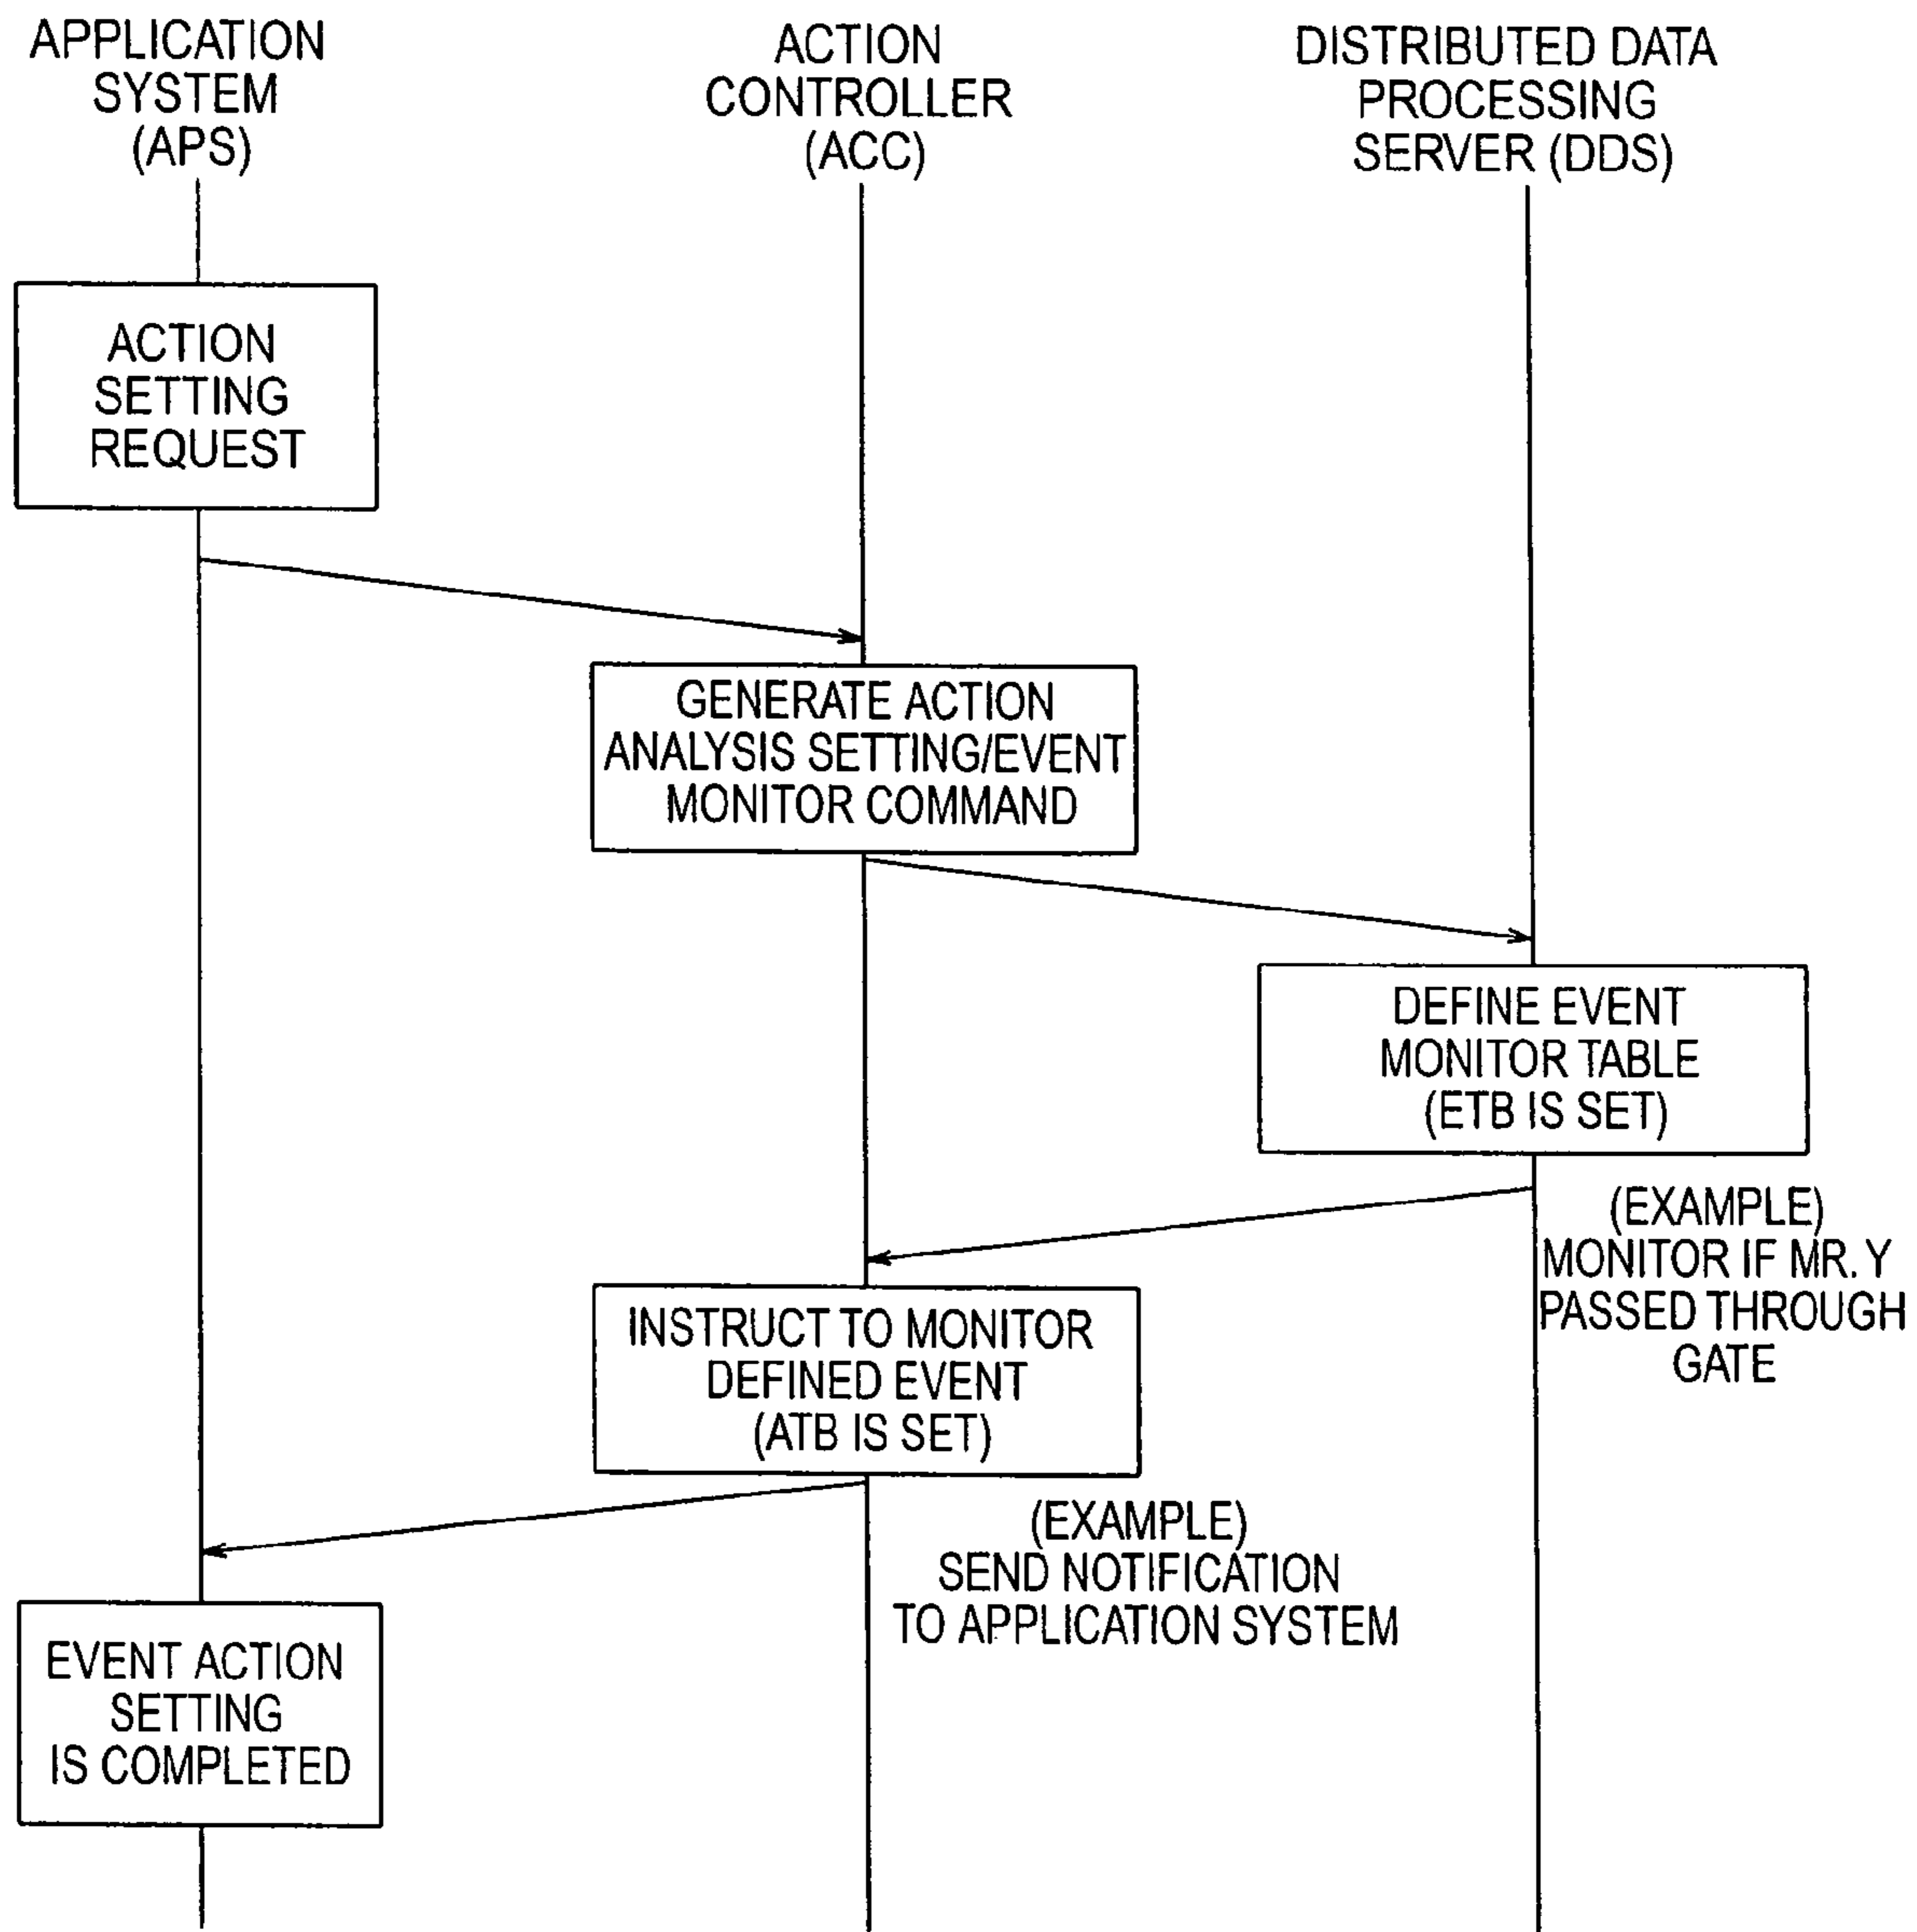 APPLICATION
SYSTEM
(APS)
ACTION
CONTROLLER
(ACC)
DISTRIBUTED DATA
PROCESSING
SERVER (DDS)
ACTION
SETTING
REQUEST
GENERATE ACTION
ANALYSIS SETTING/EVENT
MONITOR COMMAND
DEFINE EVENT
MONITOR TABLE
(ETB IS SET)
(EXAMPLE)
MONITOR IF MR. Y
PASSED THROUGH
GATE
INSTRUCT TO MONITOR
DEFINED EVENT
(ATB IS SET)
(EXAMPLE)
SEND NOTIFICATION
TO APPLICATION SYSTEM
EVENT ACTION
SETTING
IS COMPLETED